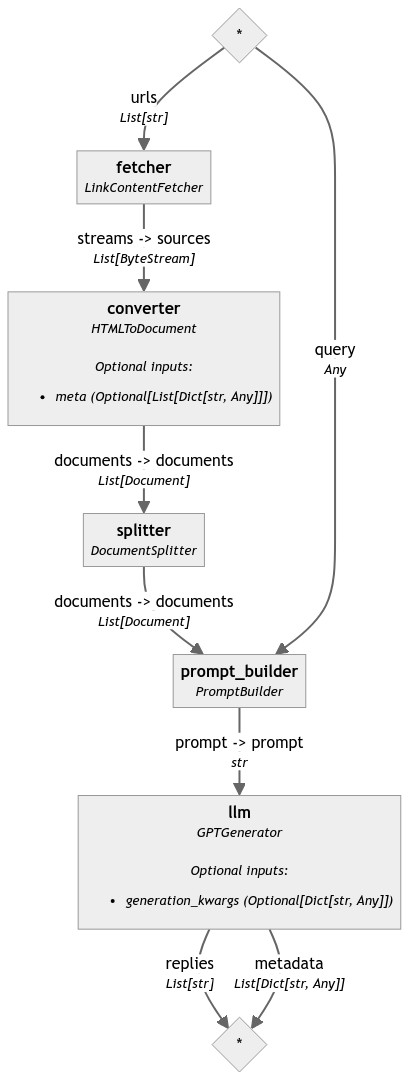 *
urls
List[str]
fetcher
LinkContentFetcher
streams -> sources
List[ByteStream]
converter
HTMLToDocument
Optional inputs:
• meta (Optional[List[Dict[str, Any]]])
query
Any
documents -> documents
List[Document]
splitter
DocumentSplitter
documents -> documents
List[Document]
prompt_builder
PromptBuilder
prompt -> prompt
str
llm
GPTGenerator
Optional inputs:
• generation_kwargs (Optional[Dict[str, Any]])
replies
List[str]
metadata
List[Dict[str, Any]]
*